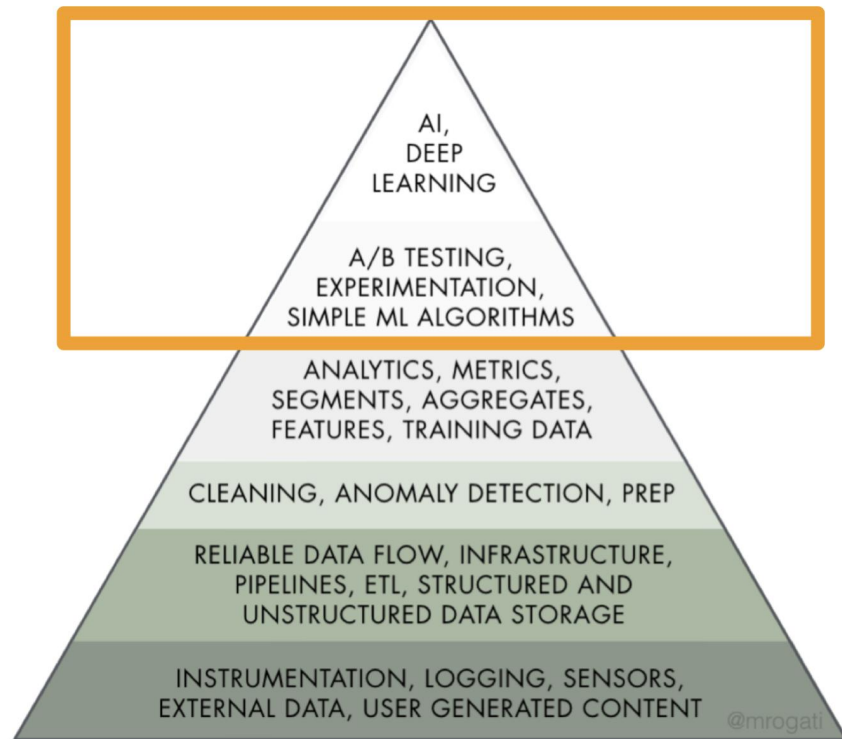 AI,
DEEP
LEARNING
A/B TESTING,
EXPERIMENTATION,
SIMPLE ML ALGORITHMS
ANALYTICS, METRICS,
SEGMENTS, AGGREGATES,
FEATURES, TRAINING DATA
CLEANING, ANOMALY DETECTION, PREP
RELIABLE DATA FLOW, INFRASTRUCTURE,
PIPELINES, ETL, STRUCTURED AND
UNSTRUCTURED DATA STORAGE
INSTRUMENTATION, LOGGING, SENSORS,
EXTERNAL DATA, USER GENERATED CONTENT
@mrogati